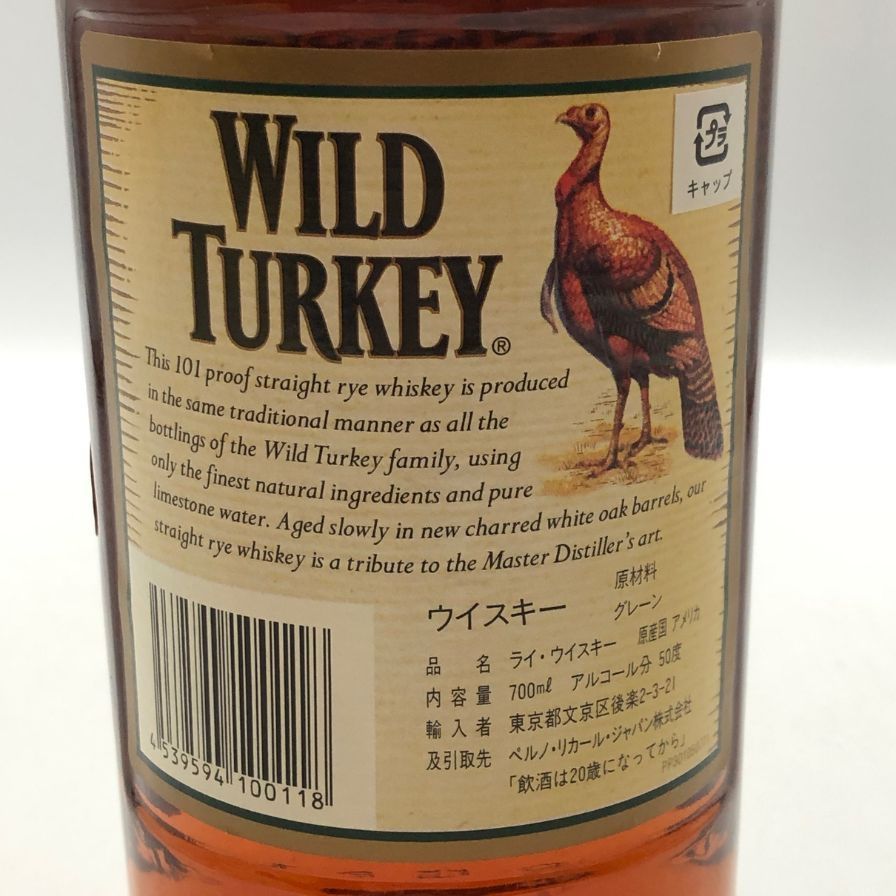 WILD
TURKEY®
プラ
キャップ
This 101 proof straight rye whiskey is produced
in the same traditional manner as all the
bottlings of the Wild Turkey family, using
only the finest natural ingredients and pure
limestone water. Aged slowly in new charred white oak barrels, our
straight rye whiskey is a tribute to the Master Distiller's art.
ウイスキー
原材料
グレーン
原産国 アメリカ
品 名 ライ・ウイスキー
内容量 700mℓ アルコール分 50度
輸入者 東京都文京区後楽2-3-21
及引取先 ペルノ・リカール・ジャパン株式会社
「飲酒は20歳になってから」
4 539594 100118